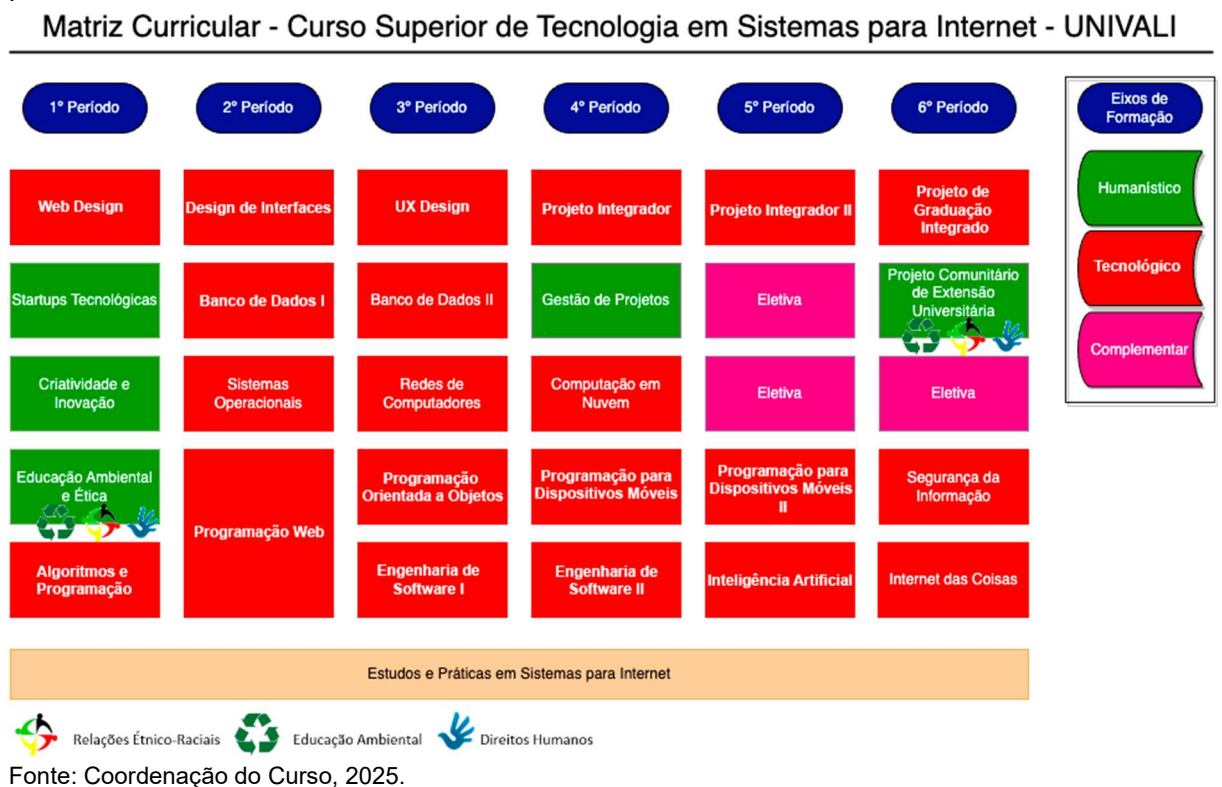 Matriz Curricular - Curso Superior de Tecnologia em Sistemas para Internet - UNIVALI
1º Período
2º Período
3º Período
4º Período
5º Período
6º Período
Eixos de
Formação
Web Design
Design de Interfaces
UX Design
Projeto Integrador
Projeto Integrador II
Projeto de
Graduação
Integrado
Humanístico
Startups Tecnológicas
Banco de Dados I
Banco de Dados II
Gestão de Projetos
Eletiva
Projeto Comunitário
de Extensão
Universitária
Tecnológico
Criatividade e
Inovação
Sistemas
Operacionais
Redes de
Computadores
Computação em
Nuvem
Eletiva
Eletiva
Complementar
Educação Ambiental
e Ética
Programação Web
Programação
Orientada a Objetos
Programação para
Dispositivos Móveis
Programação para
Dispositivos Móveis
II
Segurança da
Informação
Algoritmos e
Programação
Engenharia de
Software I
Engenharia de
Software II
Inteligência Artificial
Internet das Coisas
Estudos e Práticas em Sistemas para Internet
Relações Étnico-Raciais
Educação Ambiental
Direitos Humanos
Fonte: Coordenação do Curso, 2025.